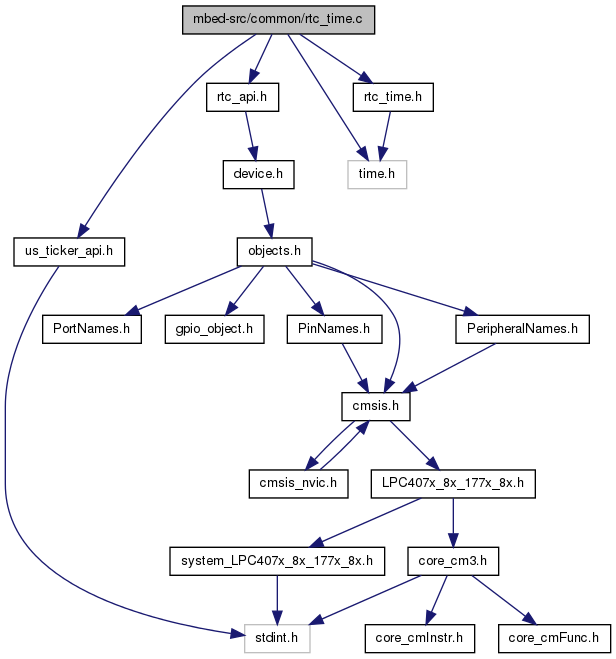 mbed-src/common/rtc_time.c
rtc_api.h
rtc_time.h
device.h
time.h
us_ticker_api.h
objects.h
PortNames.h
gpio_object.h
PinNames.h
PeripheralNames.h
cmsis.h
cmsis_nvic.h
LPC407x_8x_177x_8x.h
system_LPC407x_8x_177x_8x.h
core_cm3.h
stdint.h
core_cmInstr.h
core_cmFunc.h